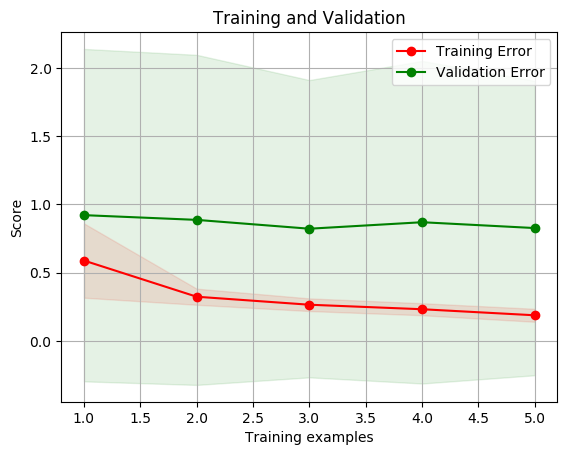 Training and Validation
Training Error
Validation Error
Score
2.0
1.5
1.0
0.5
0.0
1.0 1.5 2.0 2.5 3.0 3.5 4.0 4.5 5.0
Training examples